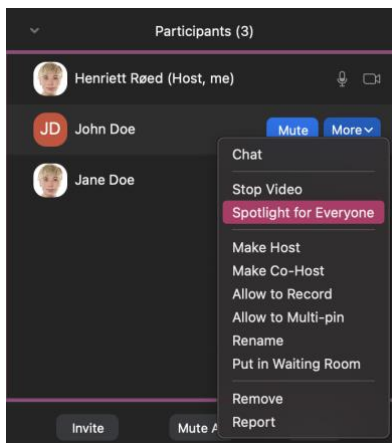 Participants (3)
Henriett Røed (Host, me)
JD John Doe Mute More
Jane Doe
Chat
Stop Video
Spotlight for Everyone
Make Host
Make Co-Host
Allow to Record
Allow to Multi-pin
Rename
Put in Waiting Room
Remove
Report
Invite Mute A